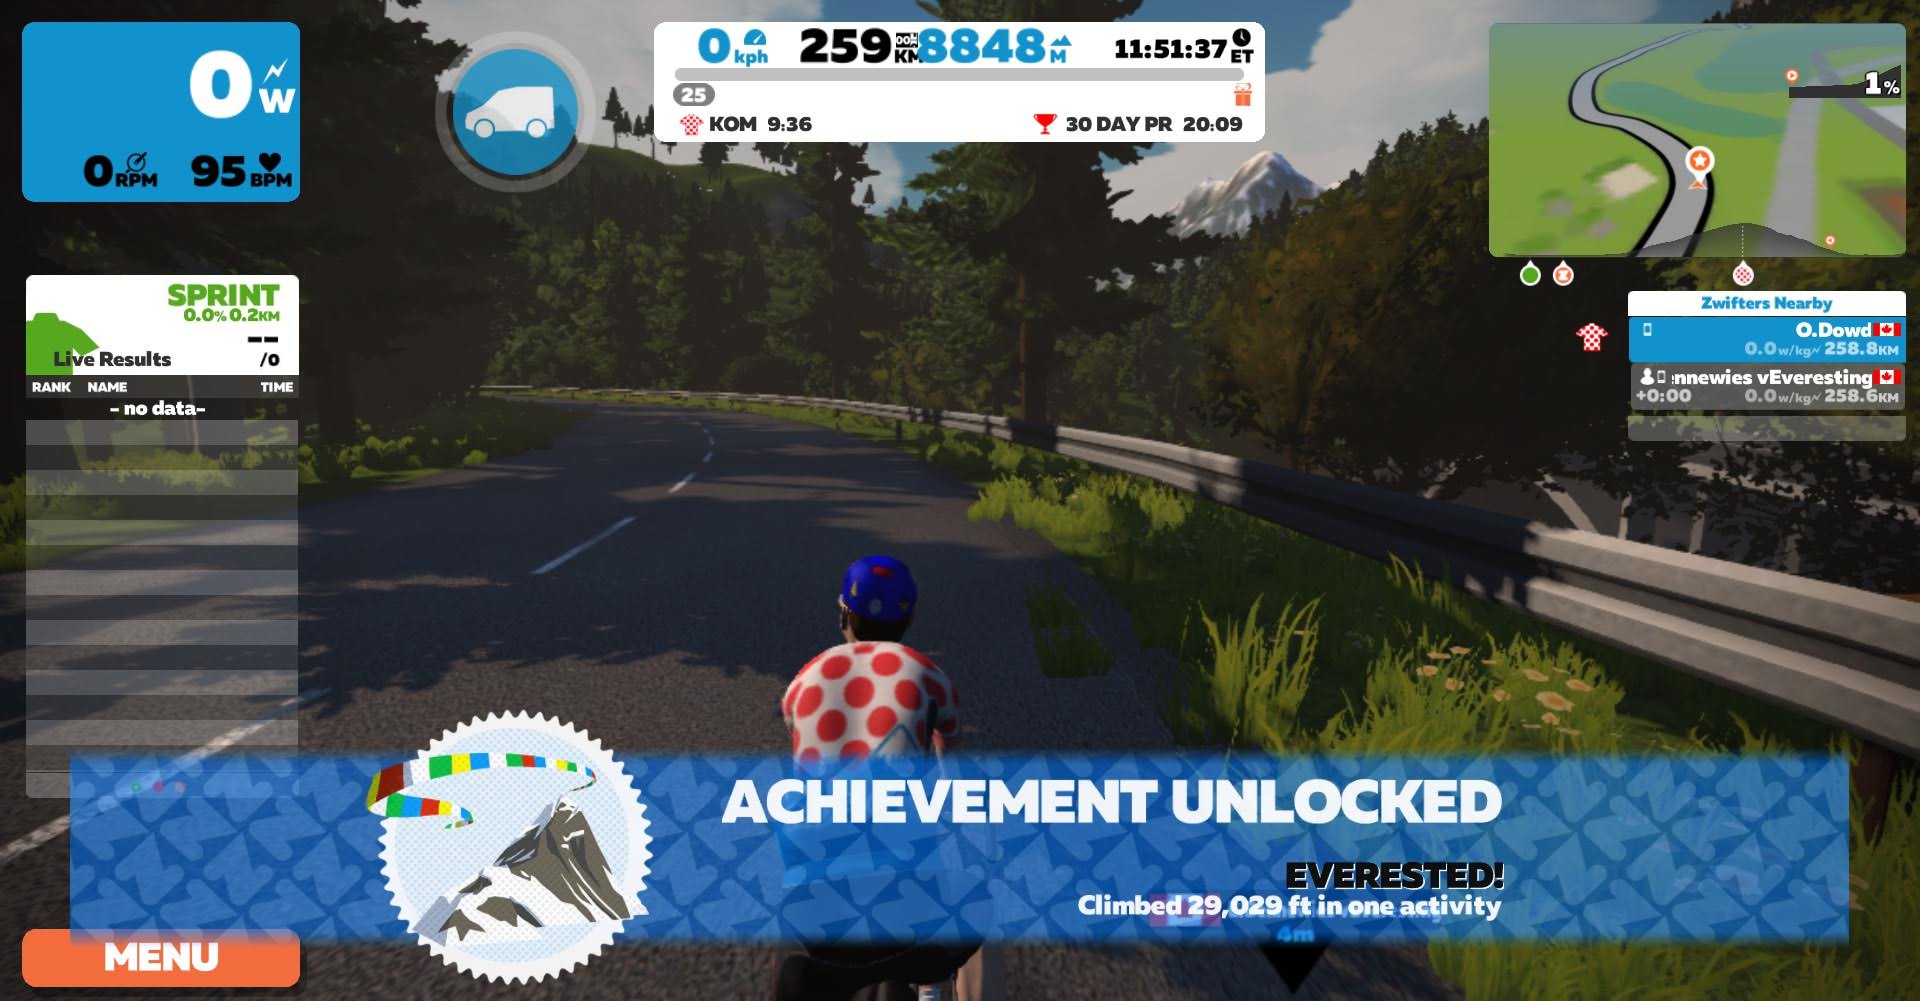 0 W
0 RPM 95 BPM
0 kph 259 KM 8848 M 11:51:37 ET
25
KOM 9:36 30 DAY PR 20:09
1%
SPRINT
0.0% 0.2KM
--
Live Results /0
RANK NAME TIME
- no data-
Zwifters Nearby
O.Dowd
0.0 w/kg 258.8KM
nnewies vEveresting
+0:00 0.0 w/kg 258.6KM
ACHIEVEMENT UNLOCKED
EVERESTED!
Climbed 29,029 ft in one activity
4m
MENU